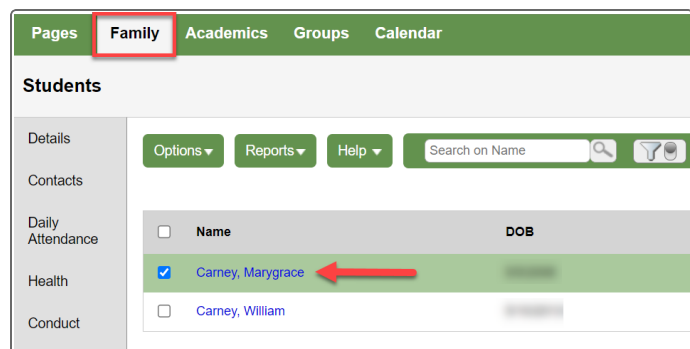 Pages Family Academics Groups Calendar
Students
Details
Contacts
Daily
Attendance
Health
Conduct
Options Reports Help Search on Name
Name DOB
Carney, Marygrace
Carney, William